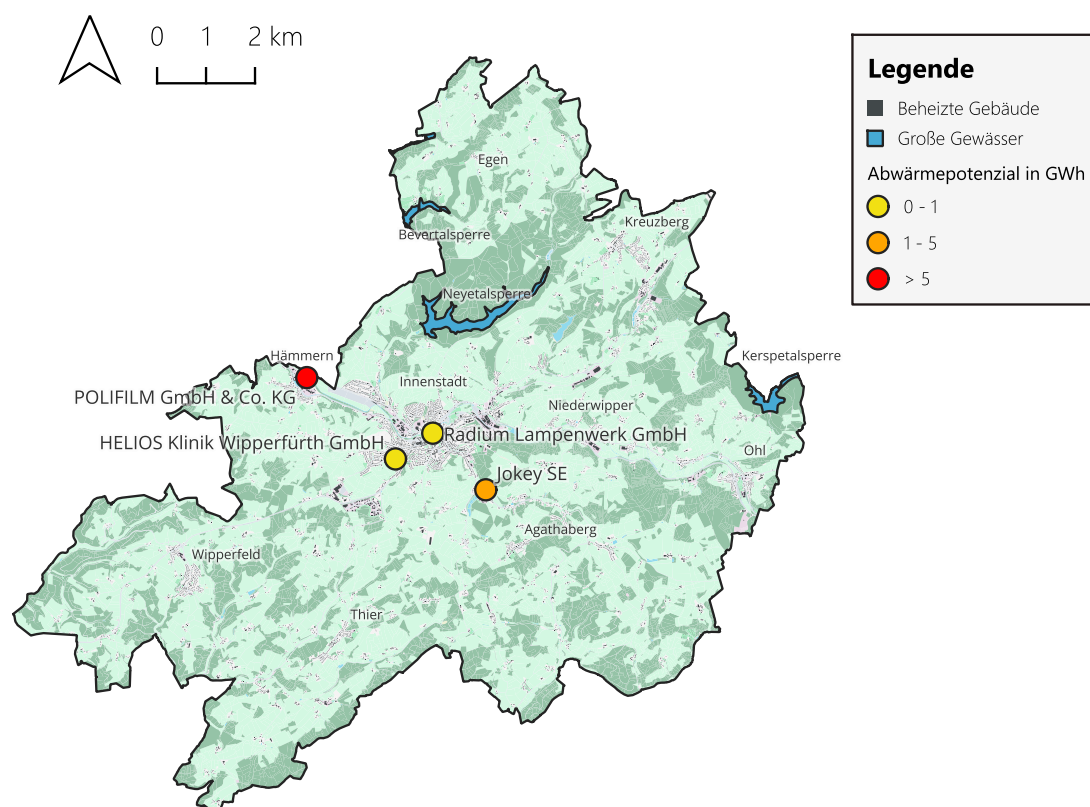 0 1 2 km
Legende
Beheizte Gebäude
Große Gewässer
Abwärmepotenzial in GWh
0 - 1
1 - 5
> 5
Egen
Kreuzberg
Bevertalsperre
Neyetalsperre
Hämmern
Kerspetalsperre
Innenstadt
POLIFILM GmbH & Co. KG
Niederwipper
Radium Lampenwerk GmbH
HELIOS Klinik Wipperfürth GmbH
Ohl
Jokey SE
Agathaberg
Wipperfeld
Thier